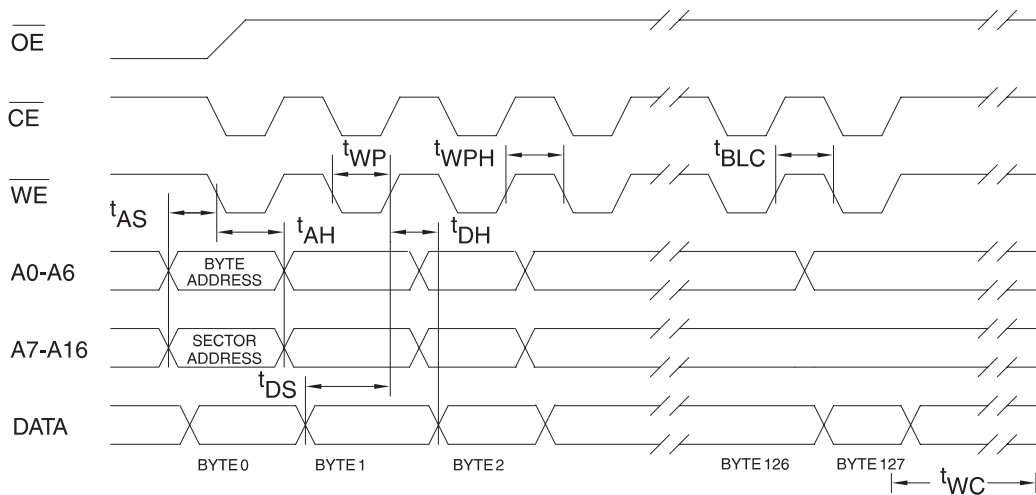 OE
CE
tWP
tWPH
tBLC
WE
tAS
tAH
tDH
A0-A6
BYTE
ADDRESS
A7-A16
SECTOR
ADDRESS
tDS
DATA
BYTE 0
BYTE 1
BYTE 2
BYTE 126
BYTE 127
tWC